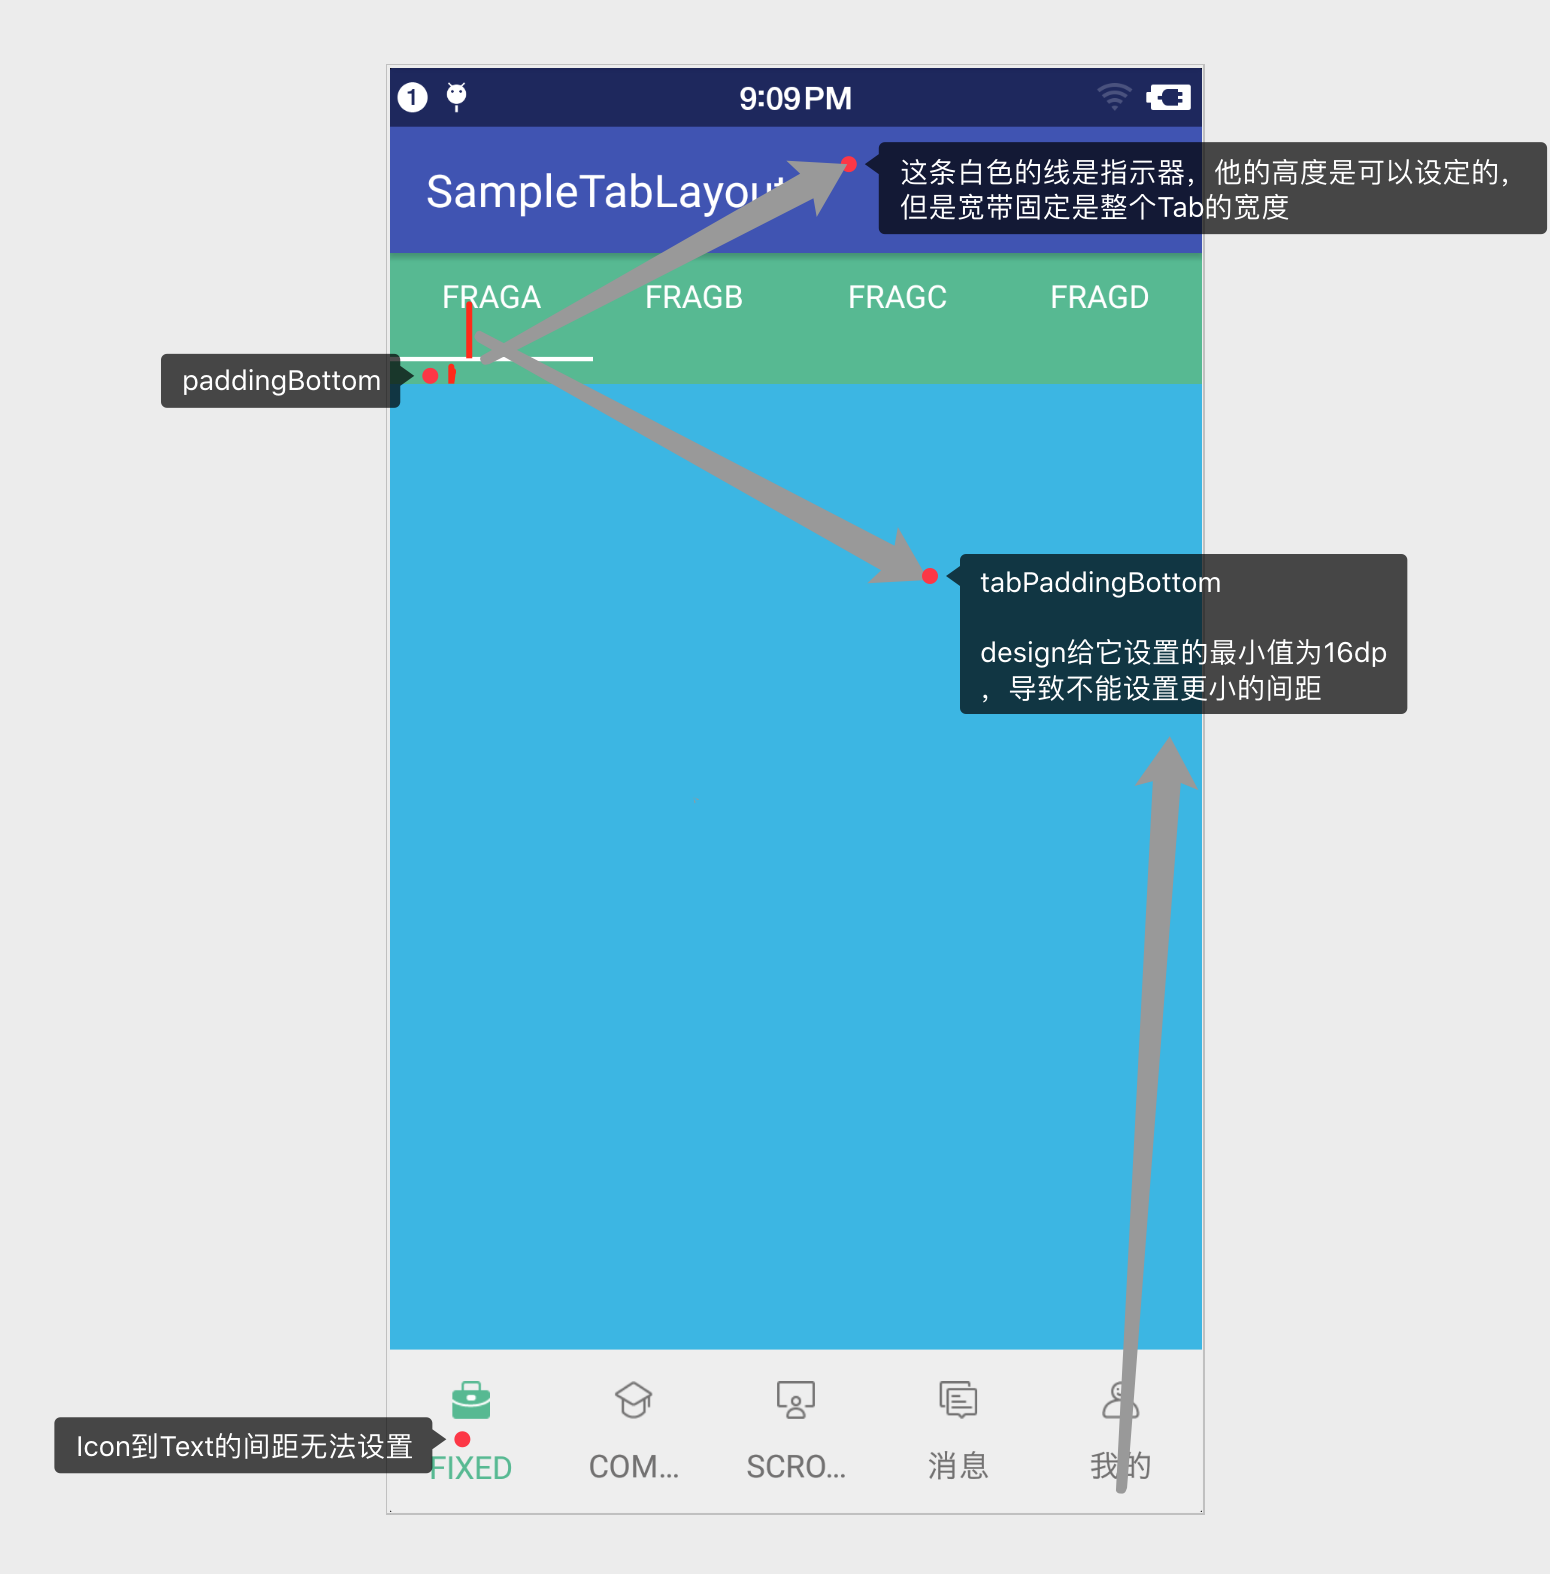 1
9:09 PM
SampleTabLayout
这条白色的线是指示器，他的高度是可以设定的，
但是宽带固定是整个Tab的宽度
FRAGA FRAGB FRAGC FRAGD
paddingBottom
tabPaddingBottom
design给它设置的最小值为16dp
，导致不能设置更小的间距
Icon到Text的间距无法设置
FIXED COM... SCRO... 消息 我的